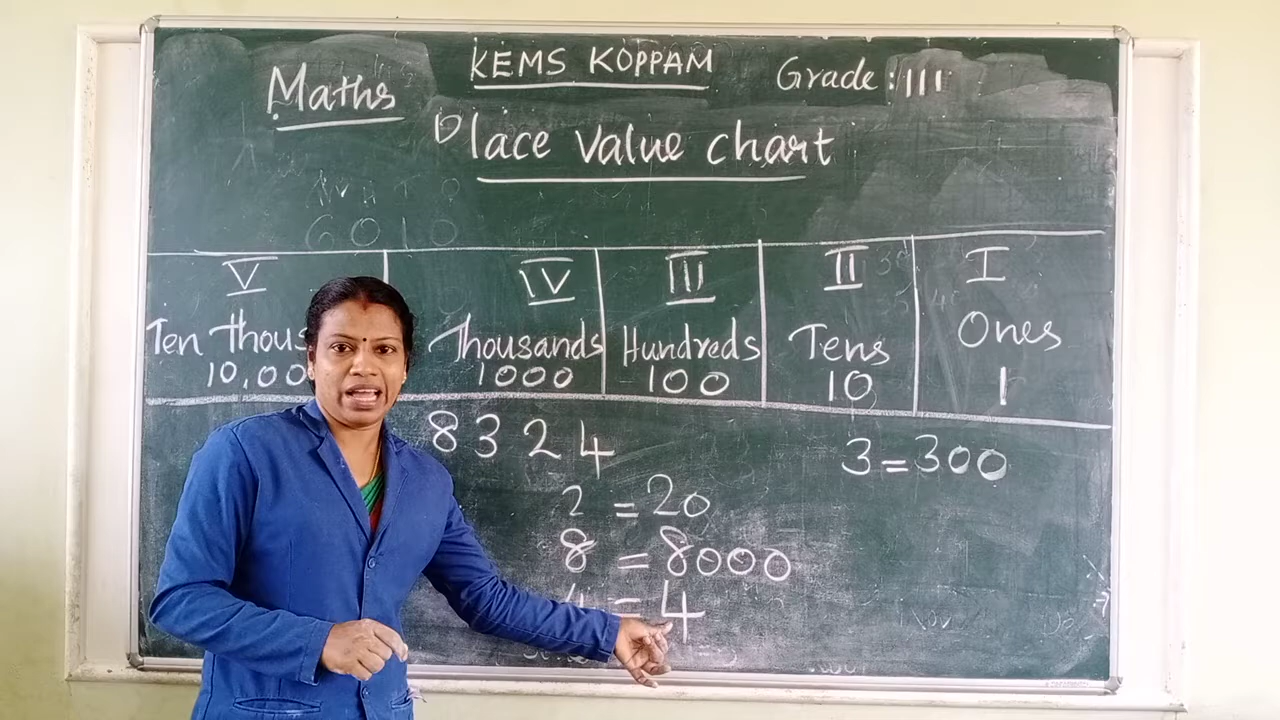 KEMS KOPPAM
Maths
Grade: III
Place Value chart
V IV III II I
Ten Thous Thousands Hundreds Tens Ones
10,00 1000 100 10 1
8 3 2 4
3 = 300
2 = 20
8 = 8000
4 = 4